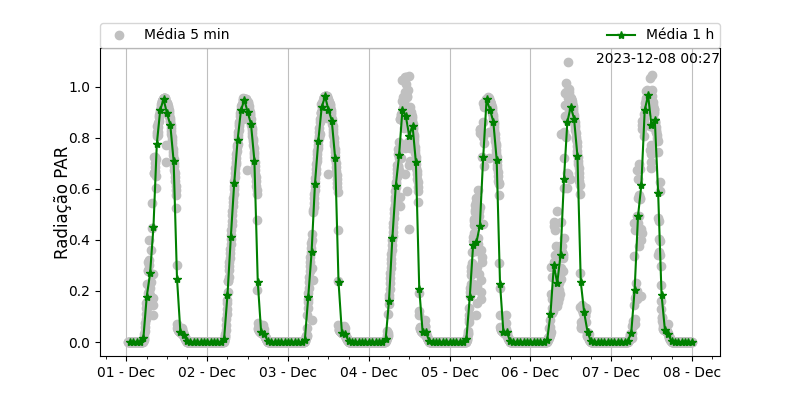 Média 5 min
Média 1 h
2023-12-08 00:27
Radiação PAR
1.0
0.8
0.6
0.4
0.2
0.0
01 - Dec
02 - Dec
03 - Dec
04 - Dec
05 - Dec
06 - Dec
07 - Dec
08 - Dec